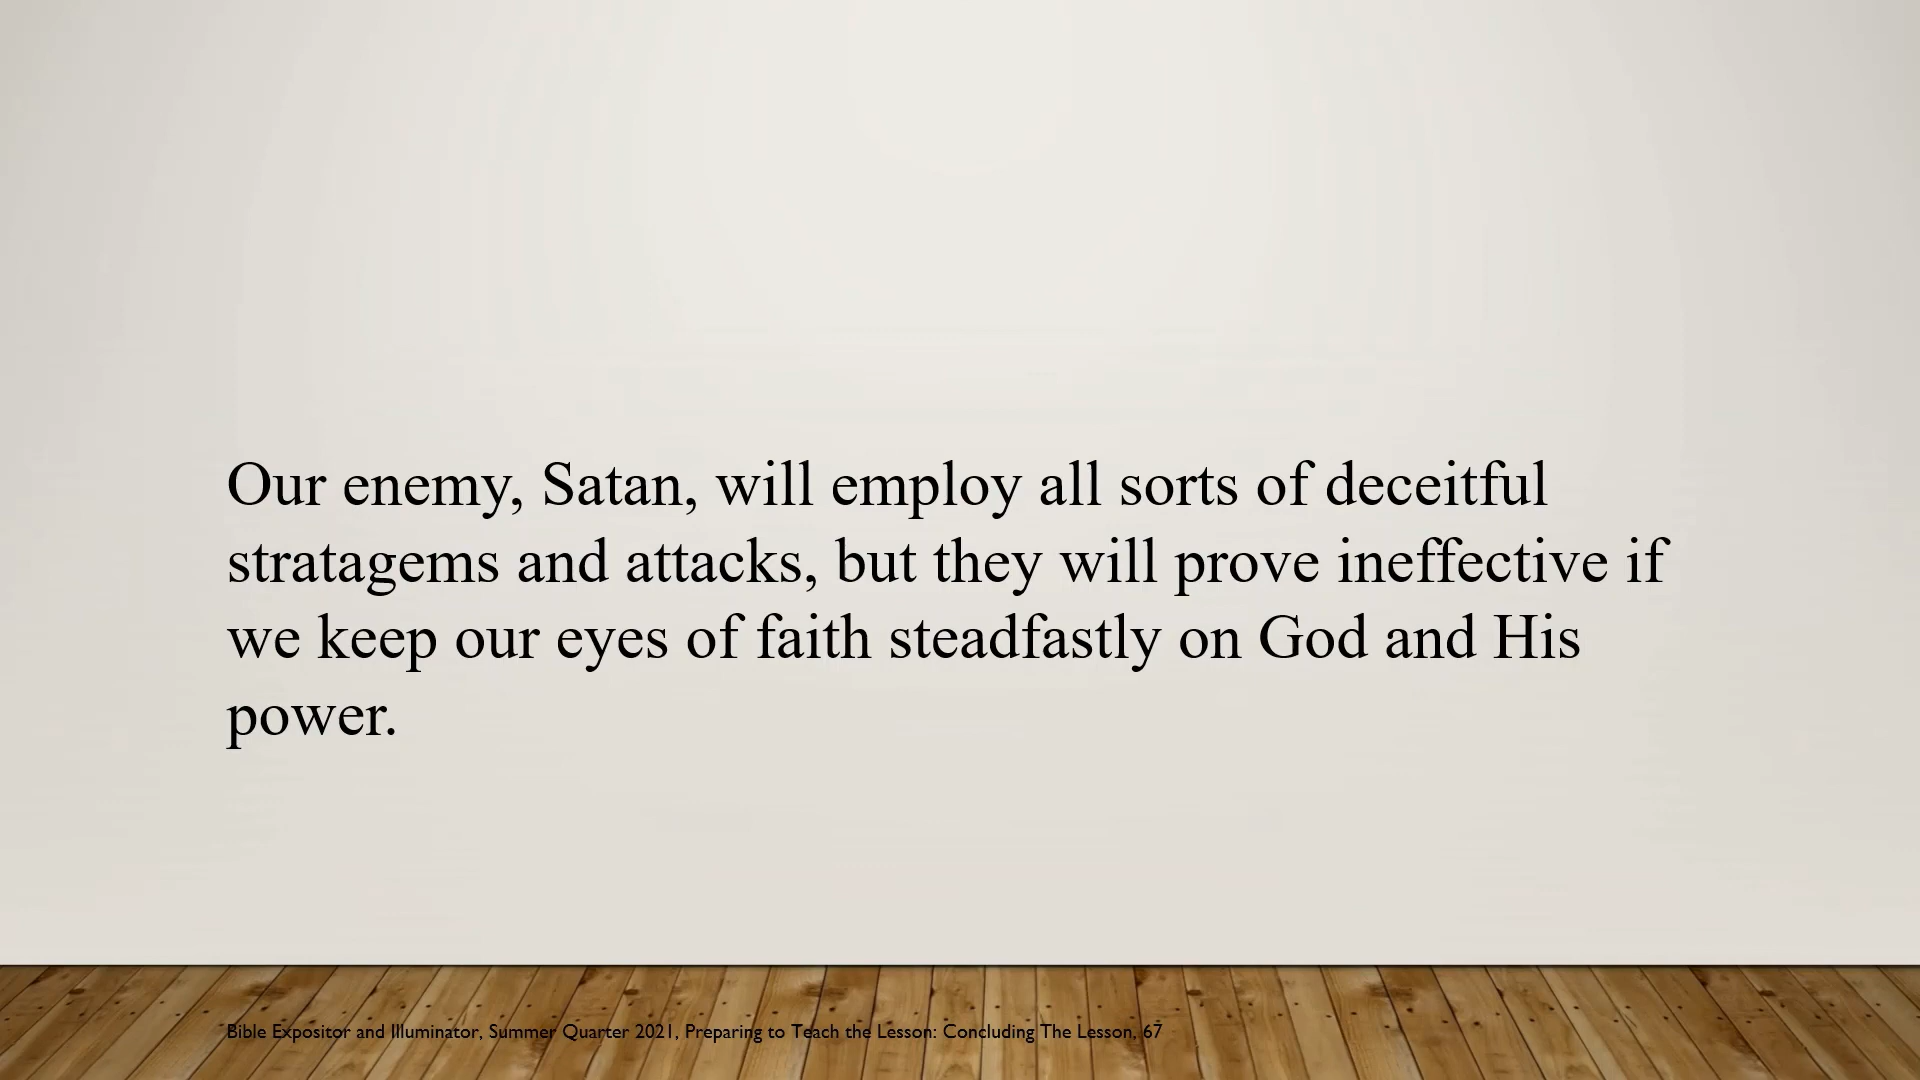 Our enemy, Satan, will employ all sorts of deceitful
stratagems and attacks, but they will prove ineffective if
we keep our eyes of faith steadfastly on God and His
power.
Bible Expositor and Illuminator, Summer Quarter 2021, Preparing to Teach the Lesson: Concluding The Lesson, 67